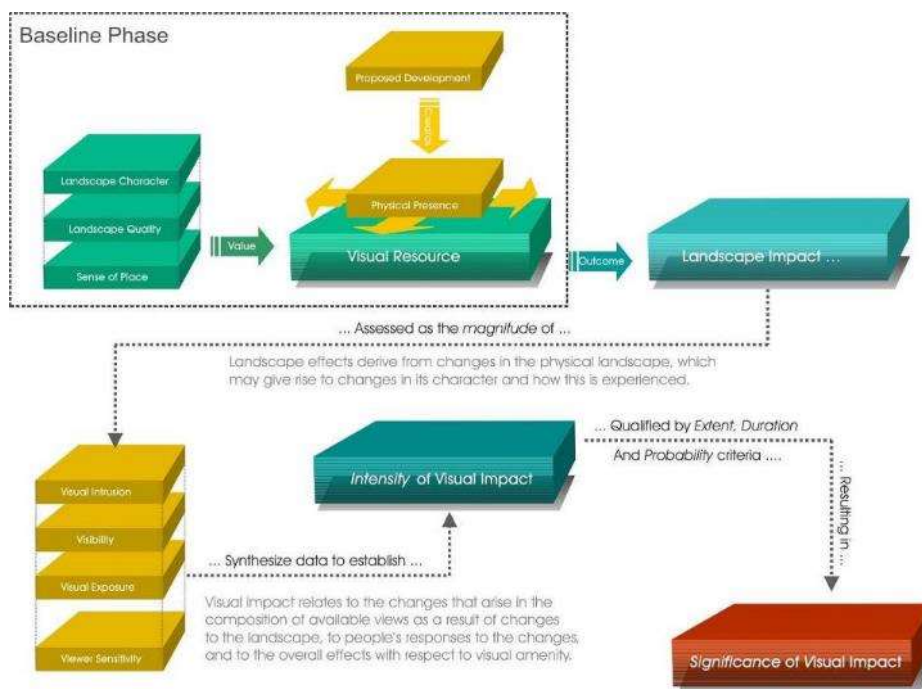 Baseline Phase
Proposed Development
Creates
Physical Presence
Landscape Character
Landscape Quality
Sense of Place
Value
Visual Resource
Outcome
Landscape Impact ...
... Assessed as the magnitude of ...
Landscape effects derive from changes in the physical landscape, which
may give rise to changes in its character and how this is experienced.
Visual Intrusion
Visibility
Visual Exposure
Viewer Sensitivity
Intensity of Visual Impact
... Synthesize data to establish ...
Visual impact relates to the changes that arise in the
composition of available views as a result of changes
to the landscape, to people's responses to the changes,
and to the overall effects with respect to visual amenity.
... Qualified by Extent, Duration
And Probability criteria ....
... Resulting in ...
Significance of Visual Impact